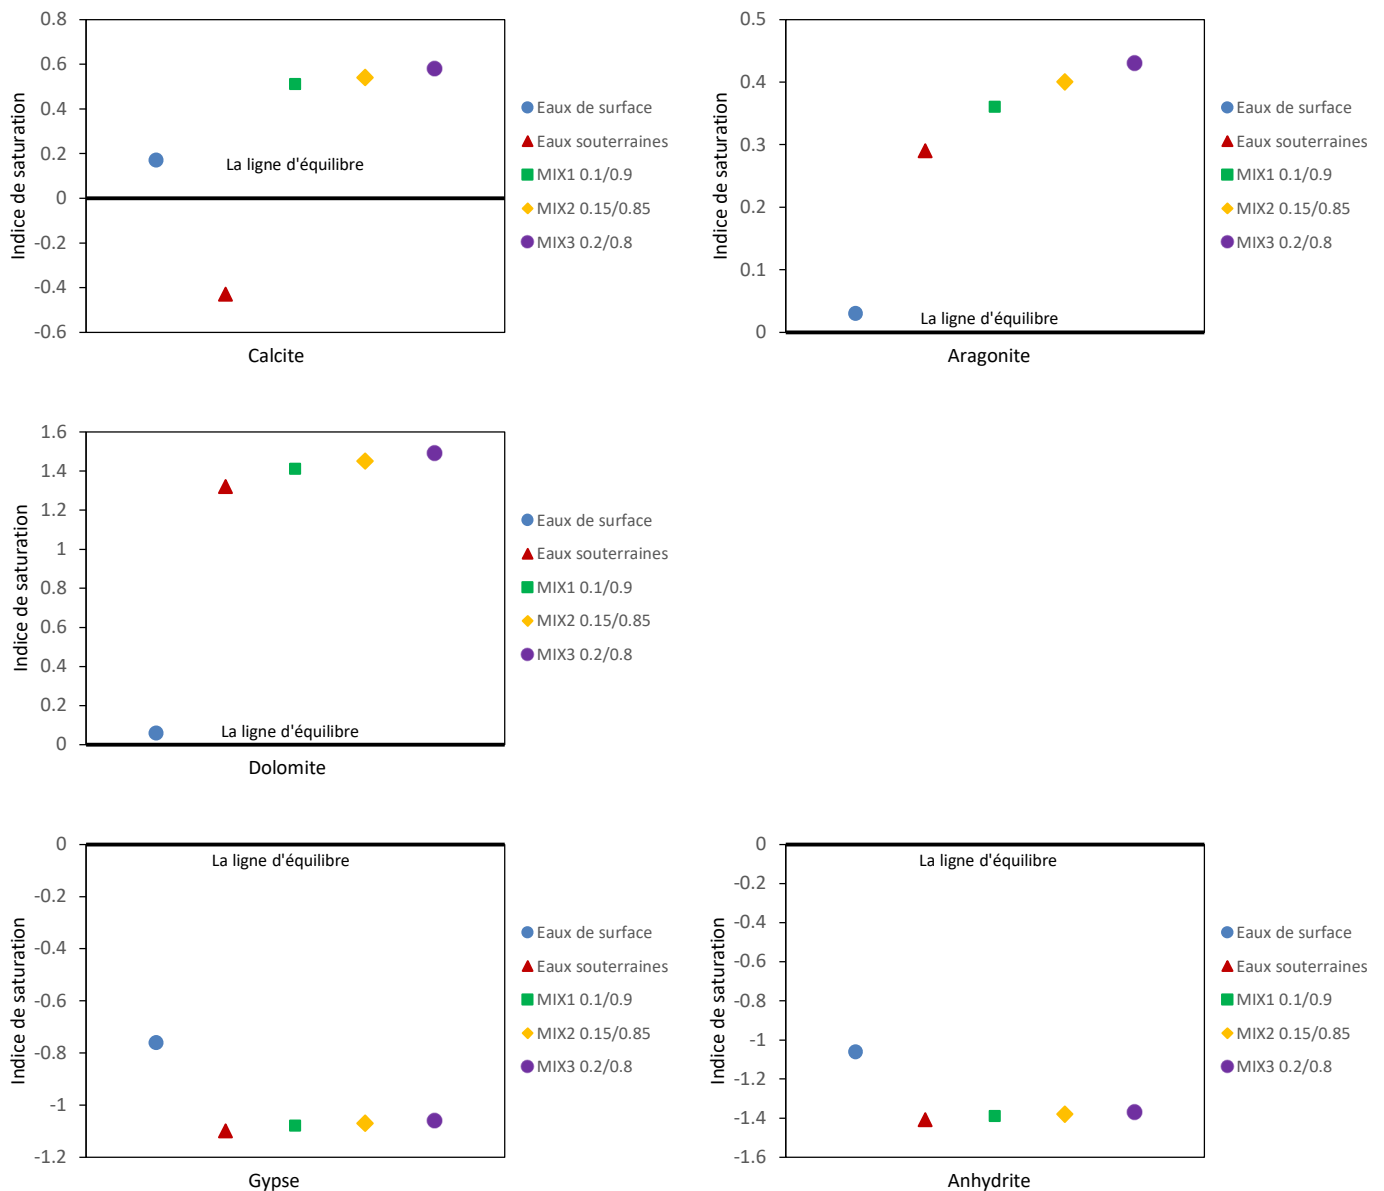 Indice de saturation
0.8
0.6
0.4
0.2
0
-0.2
-0.4
-0.6
La ligne d'équilibre
Calcite
Eaux de surface
Eaux souterraines
MIX1 0.1/0.9
MIX2 0.15/0.85
MIX3 0.2/0.8
Indice de saturation
0.5
0.4
0.3
0.2
0.1
0
La ligne d'équilibre
Aragonite
Eaux de surface
Eaux souterraines
MIX1 0.1/0.9
MIX2 0.15/0.85
MIX3 0.2/0.8
Indice de saturation
1.6
1.4
1.2
1
0.8
0.6
0.4
0.2
0
La ligne d'équilibre
Dolomite
Eaux de surface
Eaux souterraines
MIX1 0.1/0.9
MIX2 0.15/0.85
MIX3 0.2/0.8
Indice de saturation
0
-0.2
-0.4
-0.6
-0.8
-1
-1.2
La ligne d'équilibre
Gypse
Eaux de surface
Eaux souterraines
MIX1 0.1/0.9
MIX2 0.15/0.85
MIX3 0.2/0.8
Indice de saturation
0
-0.2
-0.4
-0.6
-0.8
-1
-1.2
-1.4
-1.6
La ligne d'équilibre
Anhydrite
Eaux de surface
Eaux souterraines
MIX1 0.1/0.9
MIX2 0.15/0.85
MIX3 0.2/0.8